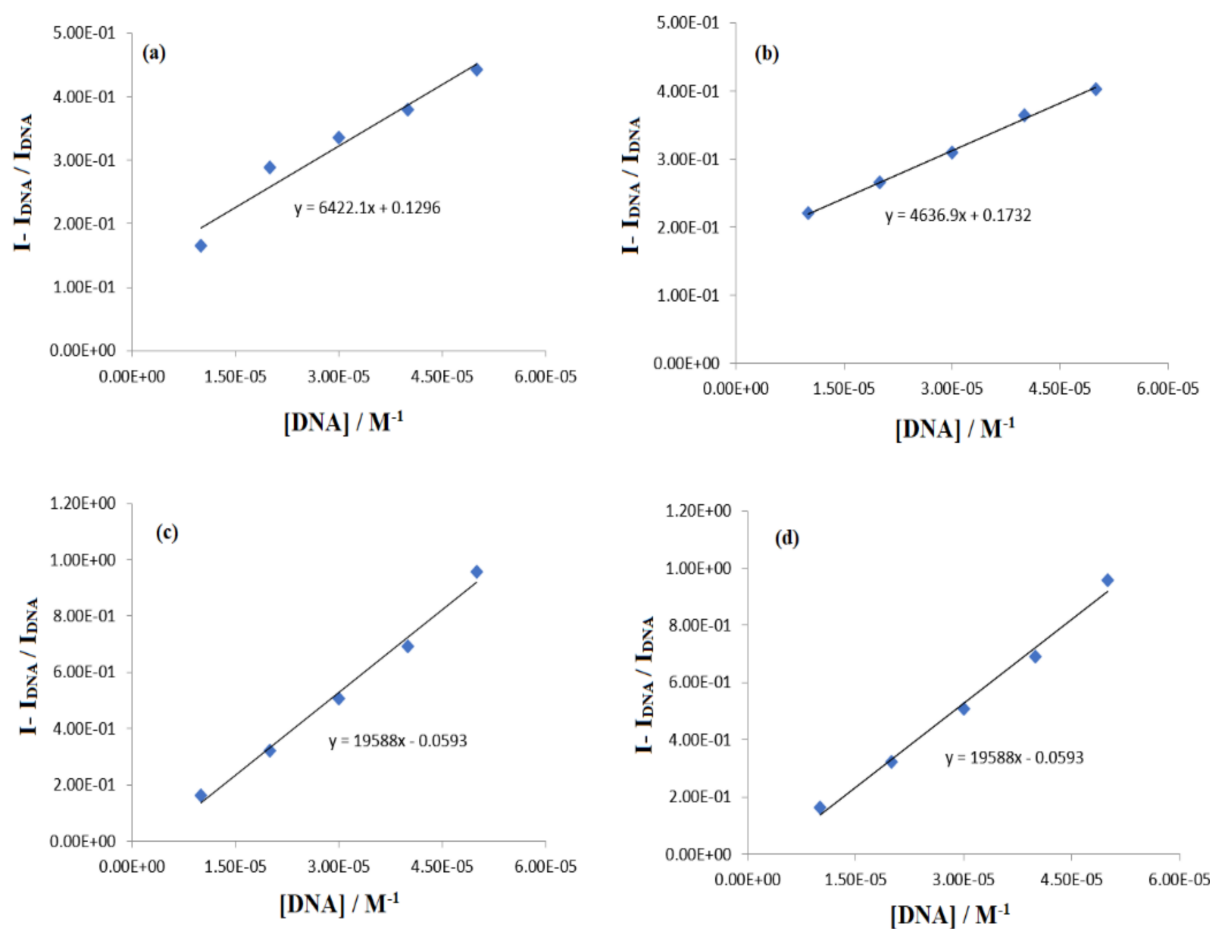 (a)
I- IDNA / IDNA
5.00E-01
4.00E-01
3.00E-01
2.00E-01
1.00E-01
0.00E+00
y = 6422.1x + 0.1296
0.00E+00 1.50E-05 3.00E-05 4.50E-05 6.00E-05
[DNA] / M-1
(b)
I- IDNA / IDNA
5.00E-01
4.00E-01
3.00E-01
2.00E-01
1.00E-01
0.00E+00
y = 4636.9x + 0.1732
0.00E+00 1.50E-05 3.00E-05 4.50E-05 6.00E-05
[DNA] / M-1
(c)
I- IDNA / IDNA
1.20E+00
1.00E+00
8.00E-01
6.00E-01
4.00E-01
2.00E-01
0.00E+00
y = 19588x - 0.0593
0.00E+00 1.50E-05 3.00E-05 4.50E-05 6.00E-05
[DNA] / M-1
(d)
I- IDNA / IDNA
1.20E+00
1.00E+00
8.00E-01
6.00E-01
4.00E-01
2.00E-01
0.00E+00
y = 19588x - 0.0593
0.00E+00 1.50E-05 3.00E-05 4.50E-05 6.00E-05
[DNA] / M-1